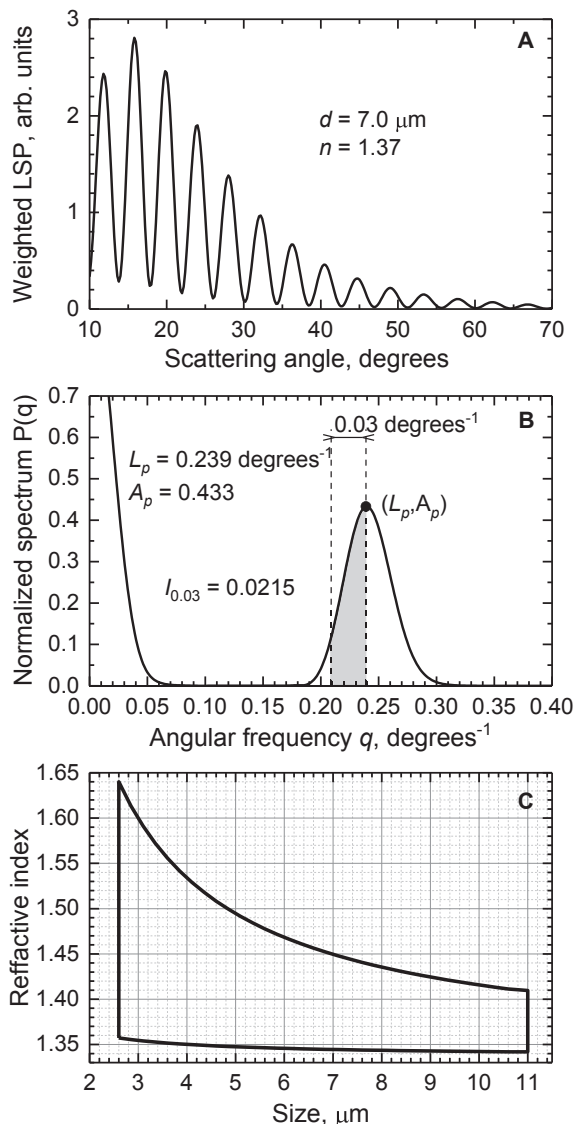 A
Weighted LSP, arb. units
3
2
1
0
d = 7.0 μm
n = 1.37
10 20 30 40 50 60 70
Scattering angle, degrees
B
Normalized spectrum P(q)
0.7
0.6
0.5
0.4
0.3
0.2
0.1
0.0
0.03 degrees⁻¹
Lₚ = 0.239 degrees⁻¹
Aₚ = 0.433
(Lₚ,Aₚ)
I₀.₀₃ = 0.0215
0.00 0.05 0.10 0.15 0.20 0.25 0.30 0.35 0.40
Angular frequency q, degrees⁻¹
C
Reffactive index
1.65
1.60
1.55
1.50
1.45
1.40
1.35
2 3 4 5 6 7 8 9 10 11
Size, μm